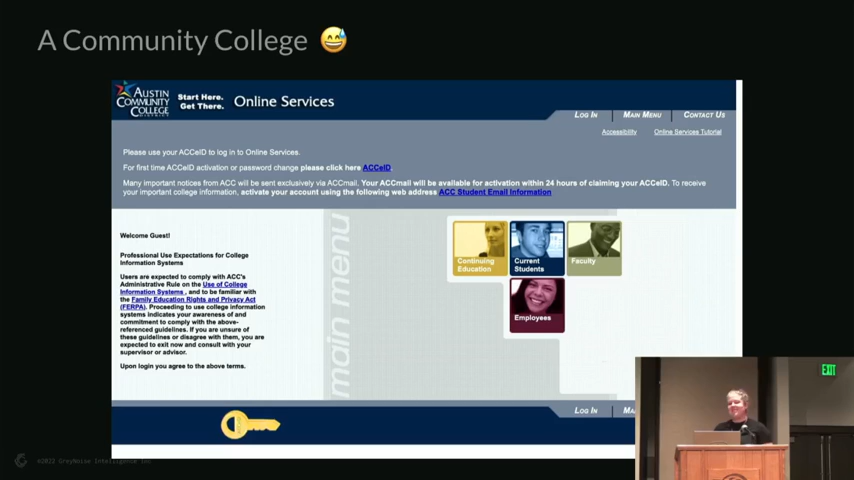 A Community College
AUSTIN
COMMUNITY
COLLEGE
DISTRICT
Start Here.
Get There.
Online Services
LOG IN
MAIN MENU
CONTACT US
Accessibility
Online Services Tutorial
Please use your ACCeID to log in to Online Services.
For first time ACCeID activation or password change please click here ACCeID
Many important notices from ACC will be sent exclusively via ACCmail. Your ACCmail will be available for activation within 24 hours of claiming your ACCeID. To receive
your important college information, activate your account using the following web address ACC Student Email Information
Welcome Guest!
Professional Use Expectations for College
Information Systems
Users are expected to comply with ACC's
Administrative Rule on the Use of College
Information Systems , and to be familiar with
the Family Education Rights and Privacy Act
(FERPA). Proceeding to use college information
systems indicates your awareness of and
commitment to comply with the above-
referenced guidelines. If you are unsure of
these guidelines or disagree with them, you are
expected to exit now and consult with your
supervisor or advisor.
Upon login you agree to the above terms.
main menu
Continuing
Education
Current
Students
Faculty
Employees
LOG IN
MA
EXIT
©2023 GreyNoise Intelligence Inc